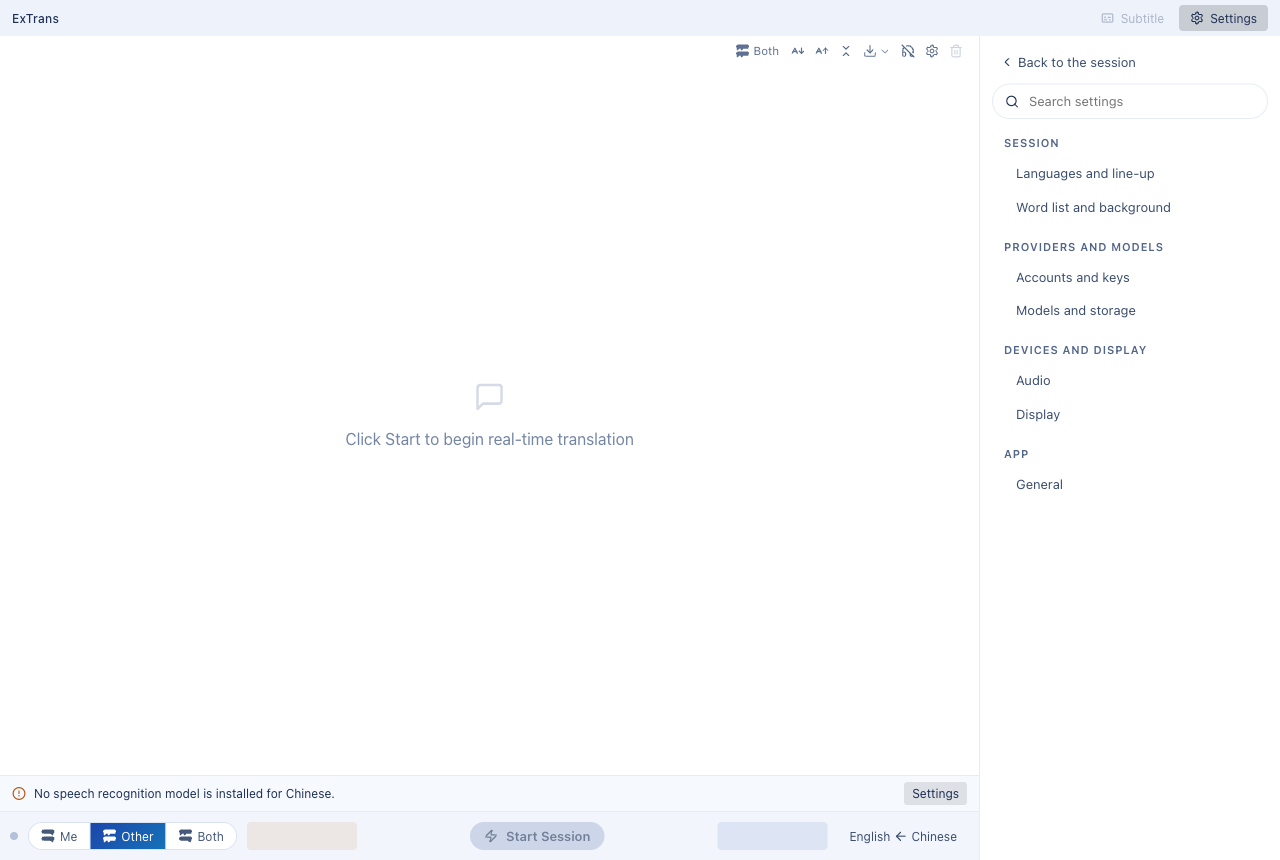 ExTrans
Subtitle
Settings
Both
Back to the session
Search settings
SESSION
Languages and line-up
Word list and background
PROVIDERS AND MODELS
Accounts and keys
Models and storage
DEVICES AND DISPLAY
Audio
Display
APP
General
Click Start to begin real-time translation
No speech recognition model is installed for Chinese.
Settings
Me
Other
Both
Start Session
English ← Chinese